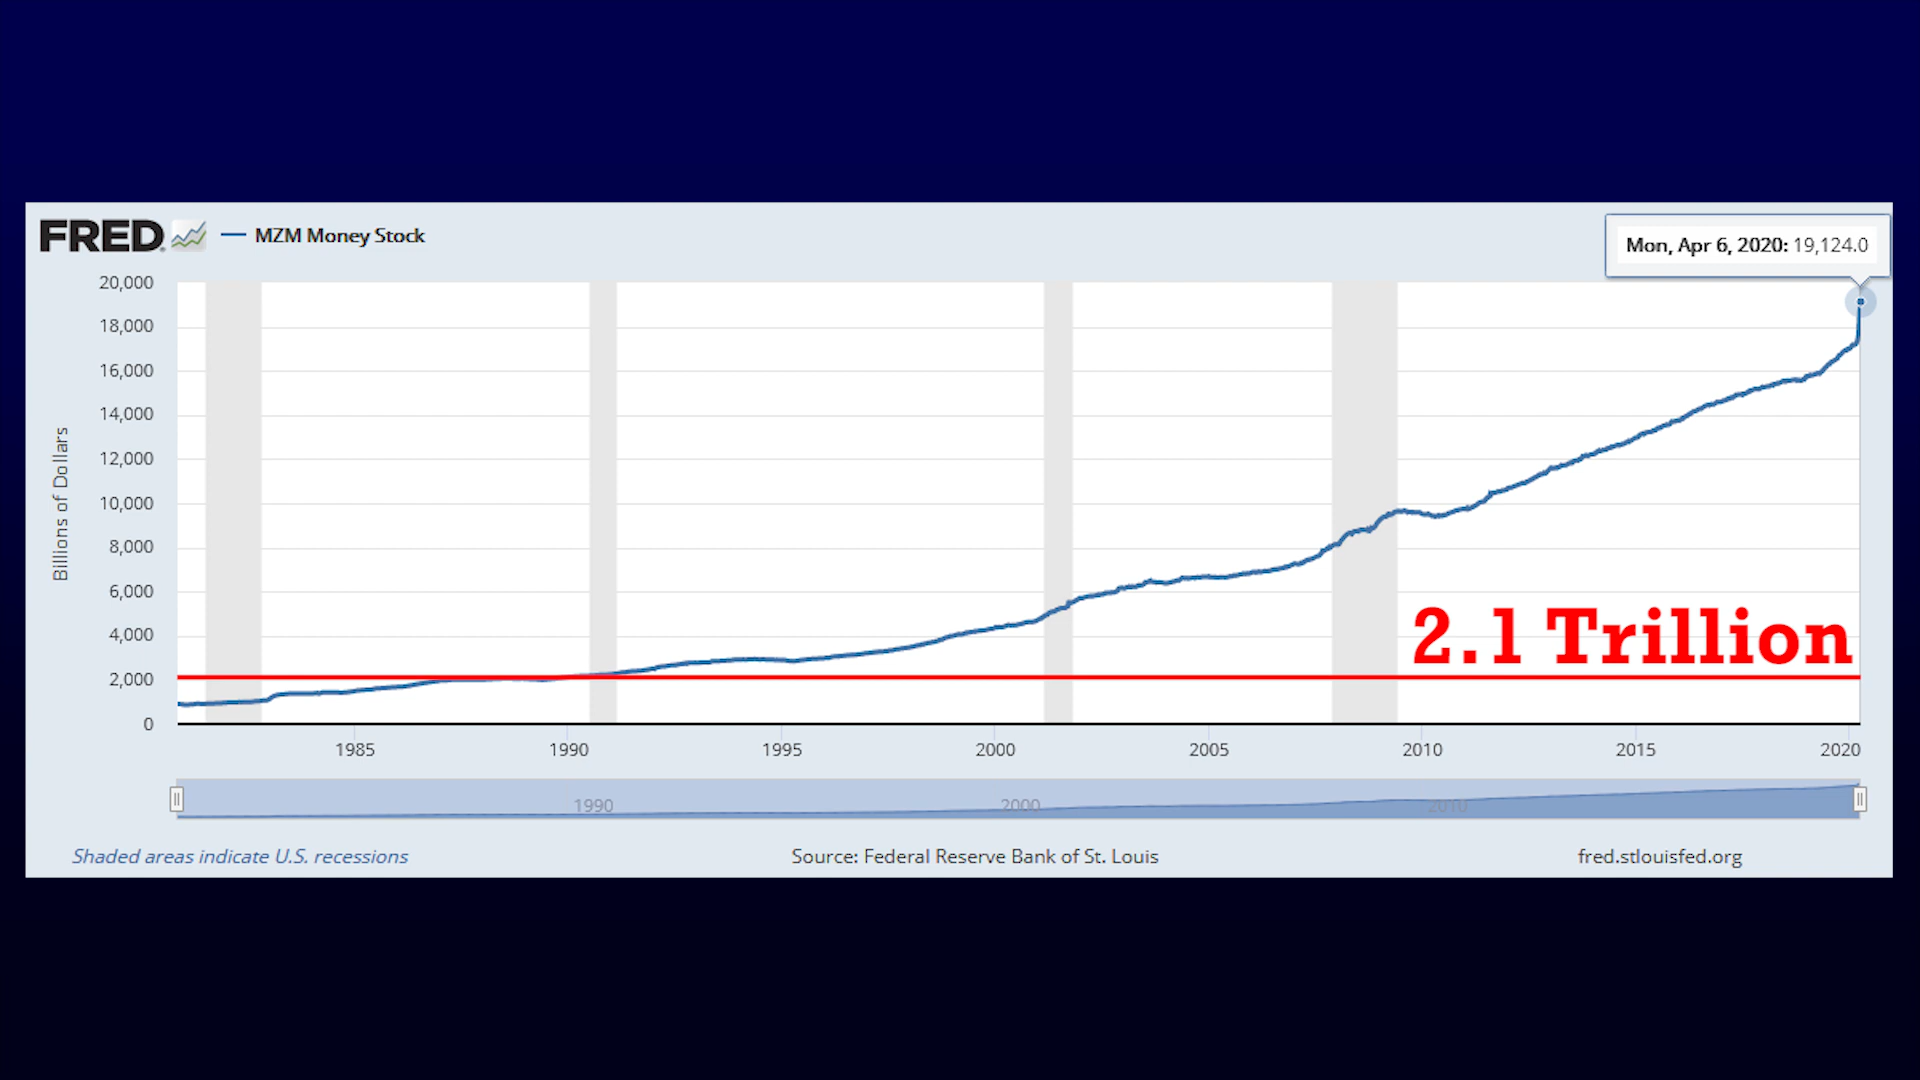 FRED
MZM Money Stock
Mon, Apr 6, 2020: 19,124.0
20,000
18,000
16,000
14,000
12,000
10,000
8,000
6,000
4,000
2,000
0
Billions of Dollars
2.1 Trillion
1985 1990 1995 2000 2005 2010 2015 2020
1990 2000 2010
Shaded areas indicate U.S. recessions
Source: Federal Reserve Bank of St. Louis
fred.stlouisfed.org